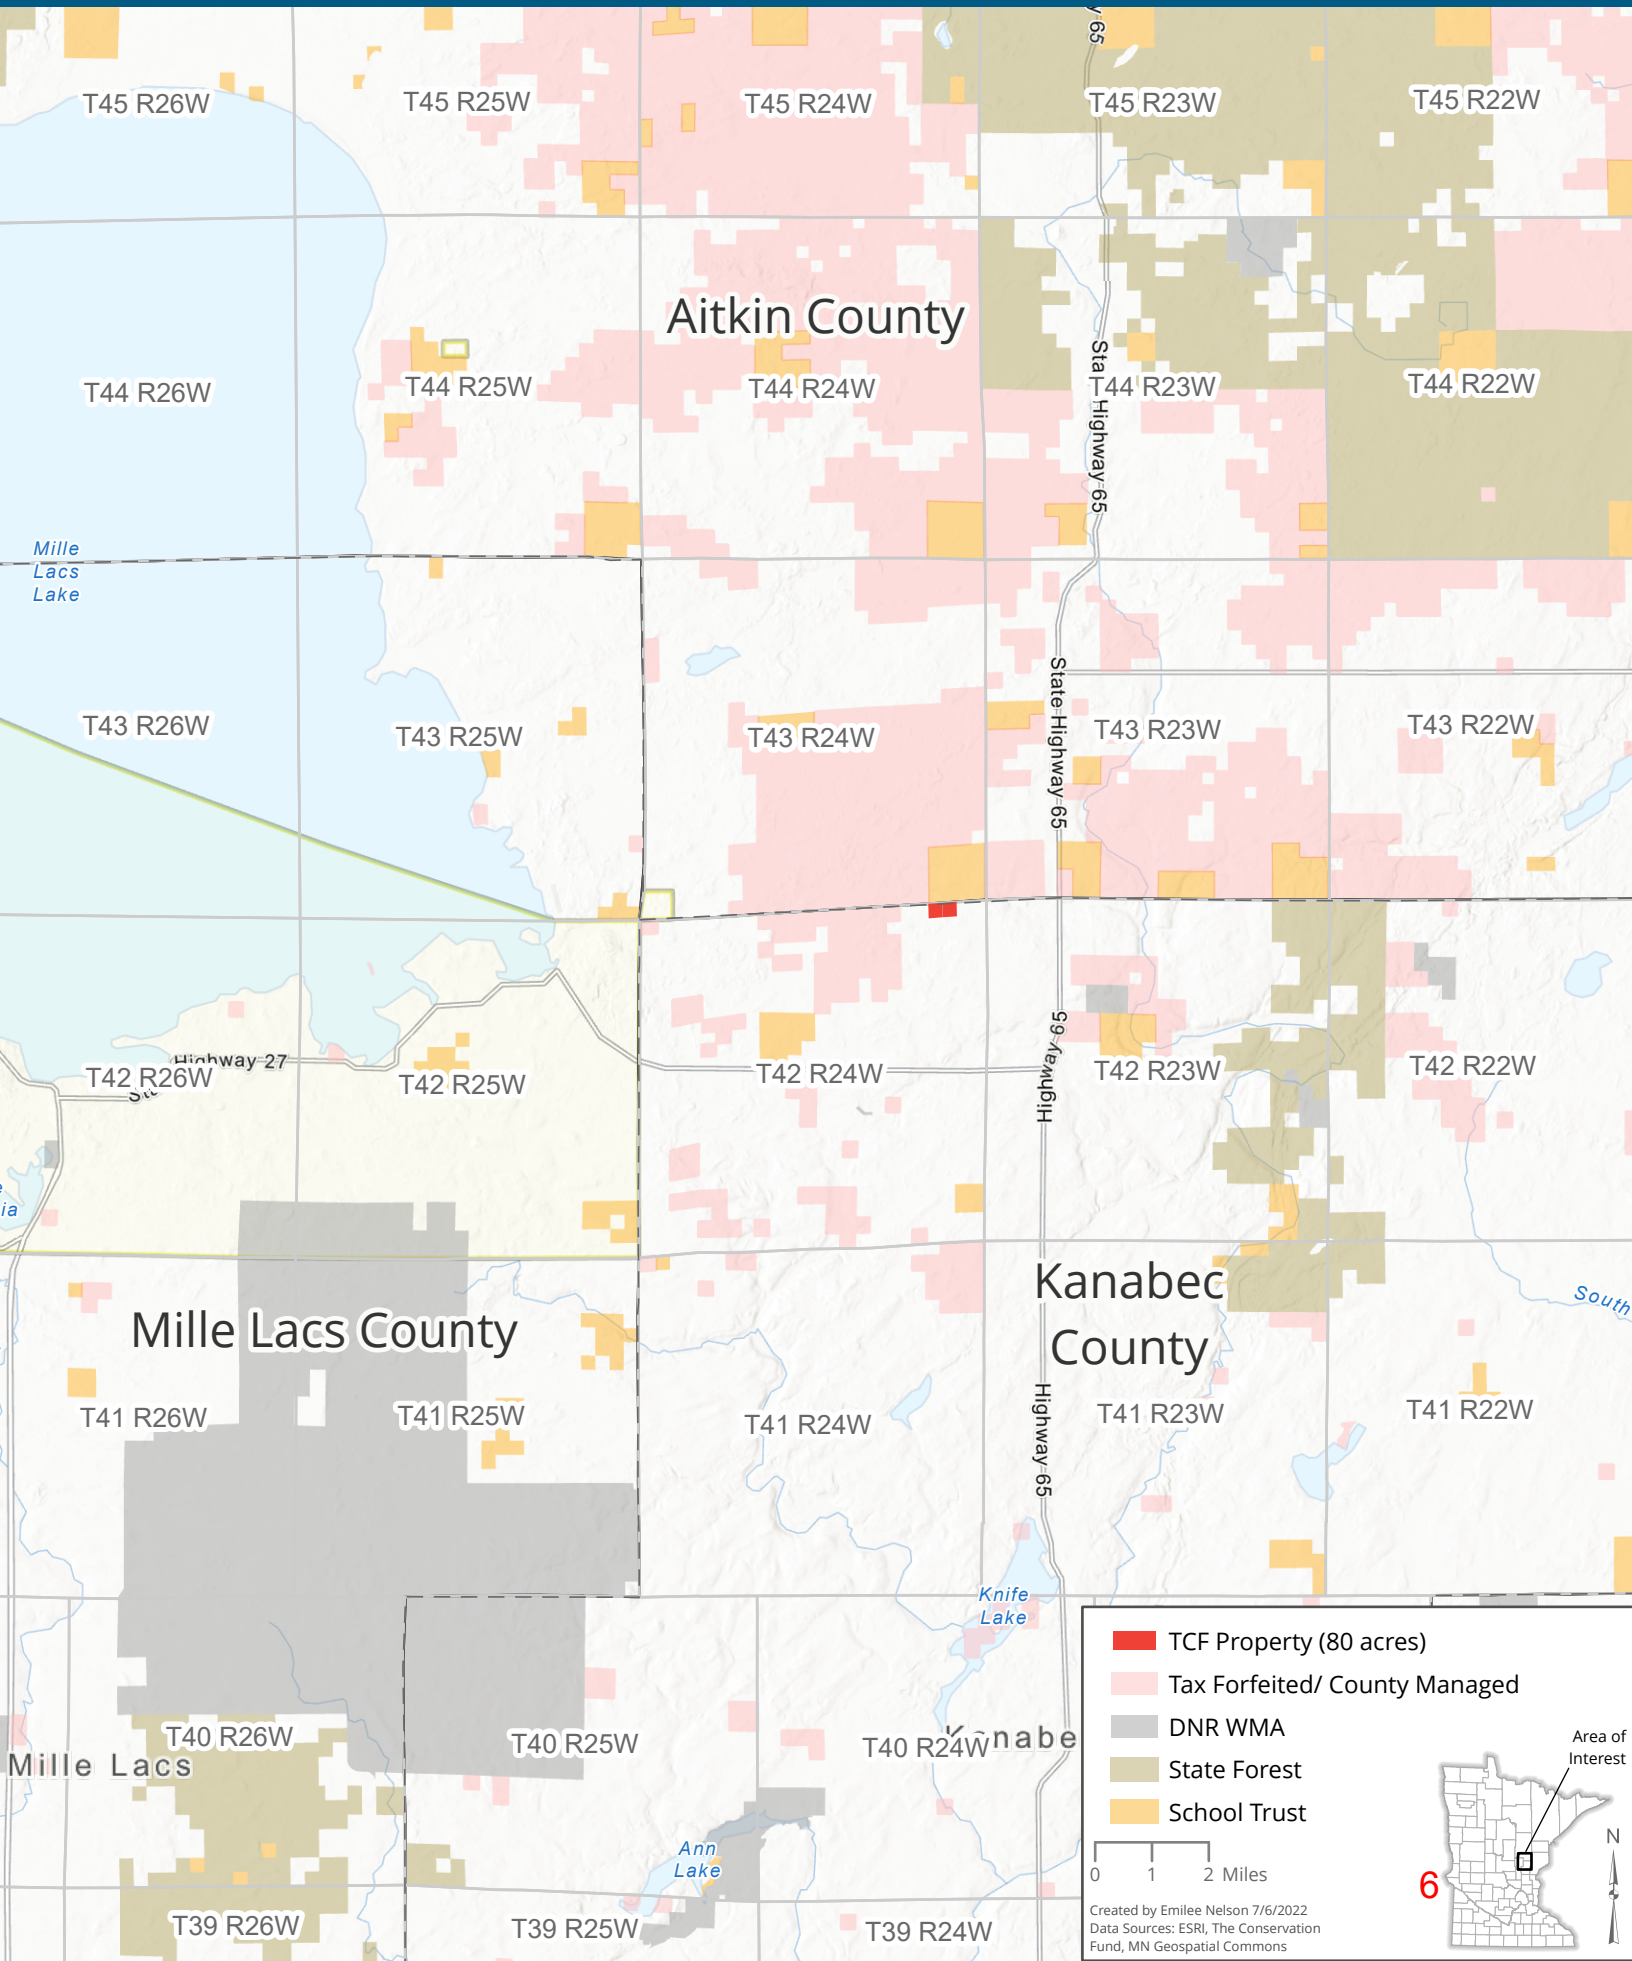 y 65
T45 R26W
T45 R25W
T45 R24W
T45 R23W
T45 R22W
Aitkin County
T44 R26W
T44 R25W
T44 R24W
T44 R23W
T44 R22W
Highway 65
Mille
Lacs
Lake
T43 R26W
T43 R25W
T43 R24W
State Highway 65
T43 R23W
T43 R22W
Highway 27
T42 R26W
T42 R25W
T42 R24W
Highway 65
T42 R23W
T42 R22W
ia
Mille Lacs County
Kanabec
County
South
T41 R26W
T41 R25W
T41 R24W
Highway 65
T41 R23W
T41 R22W
Knife
Lake
T40 R26W
Mille Lacs
T40 R25W
T40 R24W
Kanabe
Ann
Lake
T39 R26W
T39 R25W
T39 R24W
TCF Property (80 acres)
Tax Forfeited/ County Managed
DNR WMA
State Forest
School Trust
0 1 2 Miles
Area of
Interest
N
6
Created by Emilee Nelson 7/6/2022
Data Sources: ESRI, The Conservation
Fund, MN Geospatial Commons